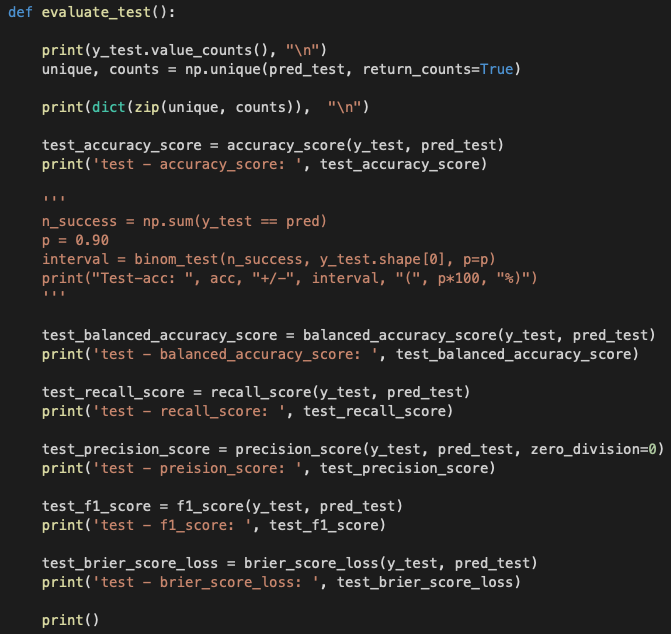 def evaluate_test():
print(y_test.value_counts(), "\n")
unique, counts = np.unique(pred_test, return_counts=True)
print(dict(zip(unique, counts)),  "\n")
test_accuracy_score = accuracy_score(y_test, pred_test)
print('test - accuracy_score: ', test_accuracy_score)
'''
n_success = np.sum(y_test == pred)
p = 0.90
interval = binom_test(n_success, y_test.shape[0], p=p)
print("Test-acc: ", acc, "+/-", interval, "(", p*100, "%)")
'''
test_balanced_accuracy_score = balanced_accuracy_score(y_test, pred_test)
print('test - balanced_accuracy_score: ', test_balanced_accuracy_score)
test_recall_score = recall_score(y_test, pred_test)
print('test - recall_score: ', test_recall_score)
test_precision_score = precision_score(y_test, pred_test, zero_division=0)
print('test - preision_score: ', test_precision_score)
test_f1_score = f1_score(y_test, pred_test)
print('test - f1_score: ', test_f1_score)
test_brier_score_loss = brier_score_loss(y_test, pred_test)
print('test - brier_score_loss: ', test_brier_score_loss)
print()